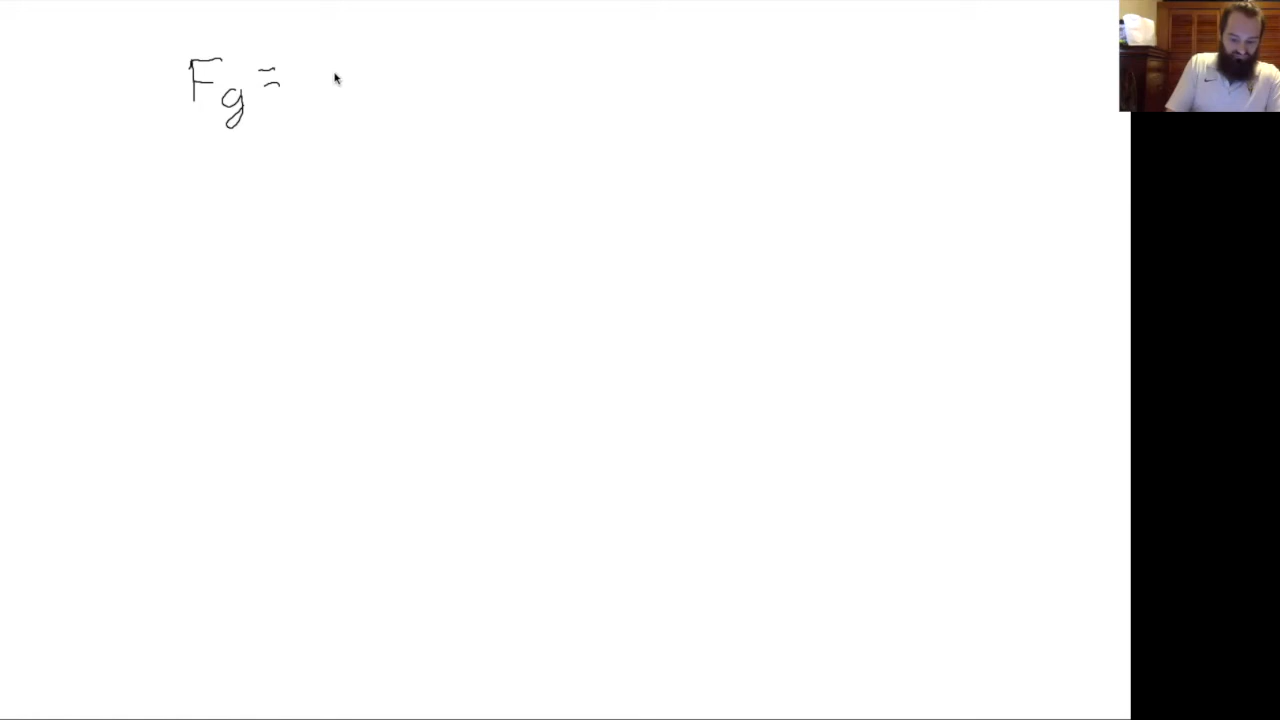 Fg =